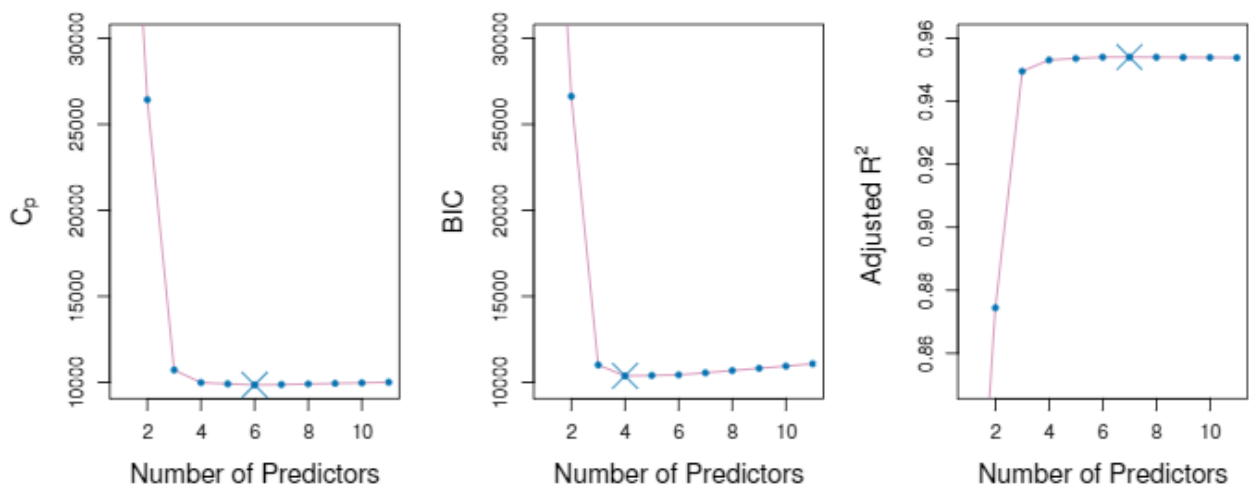 Cp
30000
25000
20000
15000
10000
2 4 6 8 10
Number of Predictors
BIC
30000
25000
20000
15000
10000
2 4 6 8 10
Number of Predictors
Adjusted R²
0.96
0.94
0.92
0.90
0.88
0.86
2 4 6 8 10
Number of Predictors